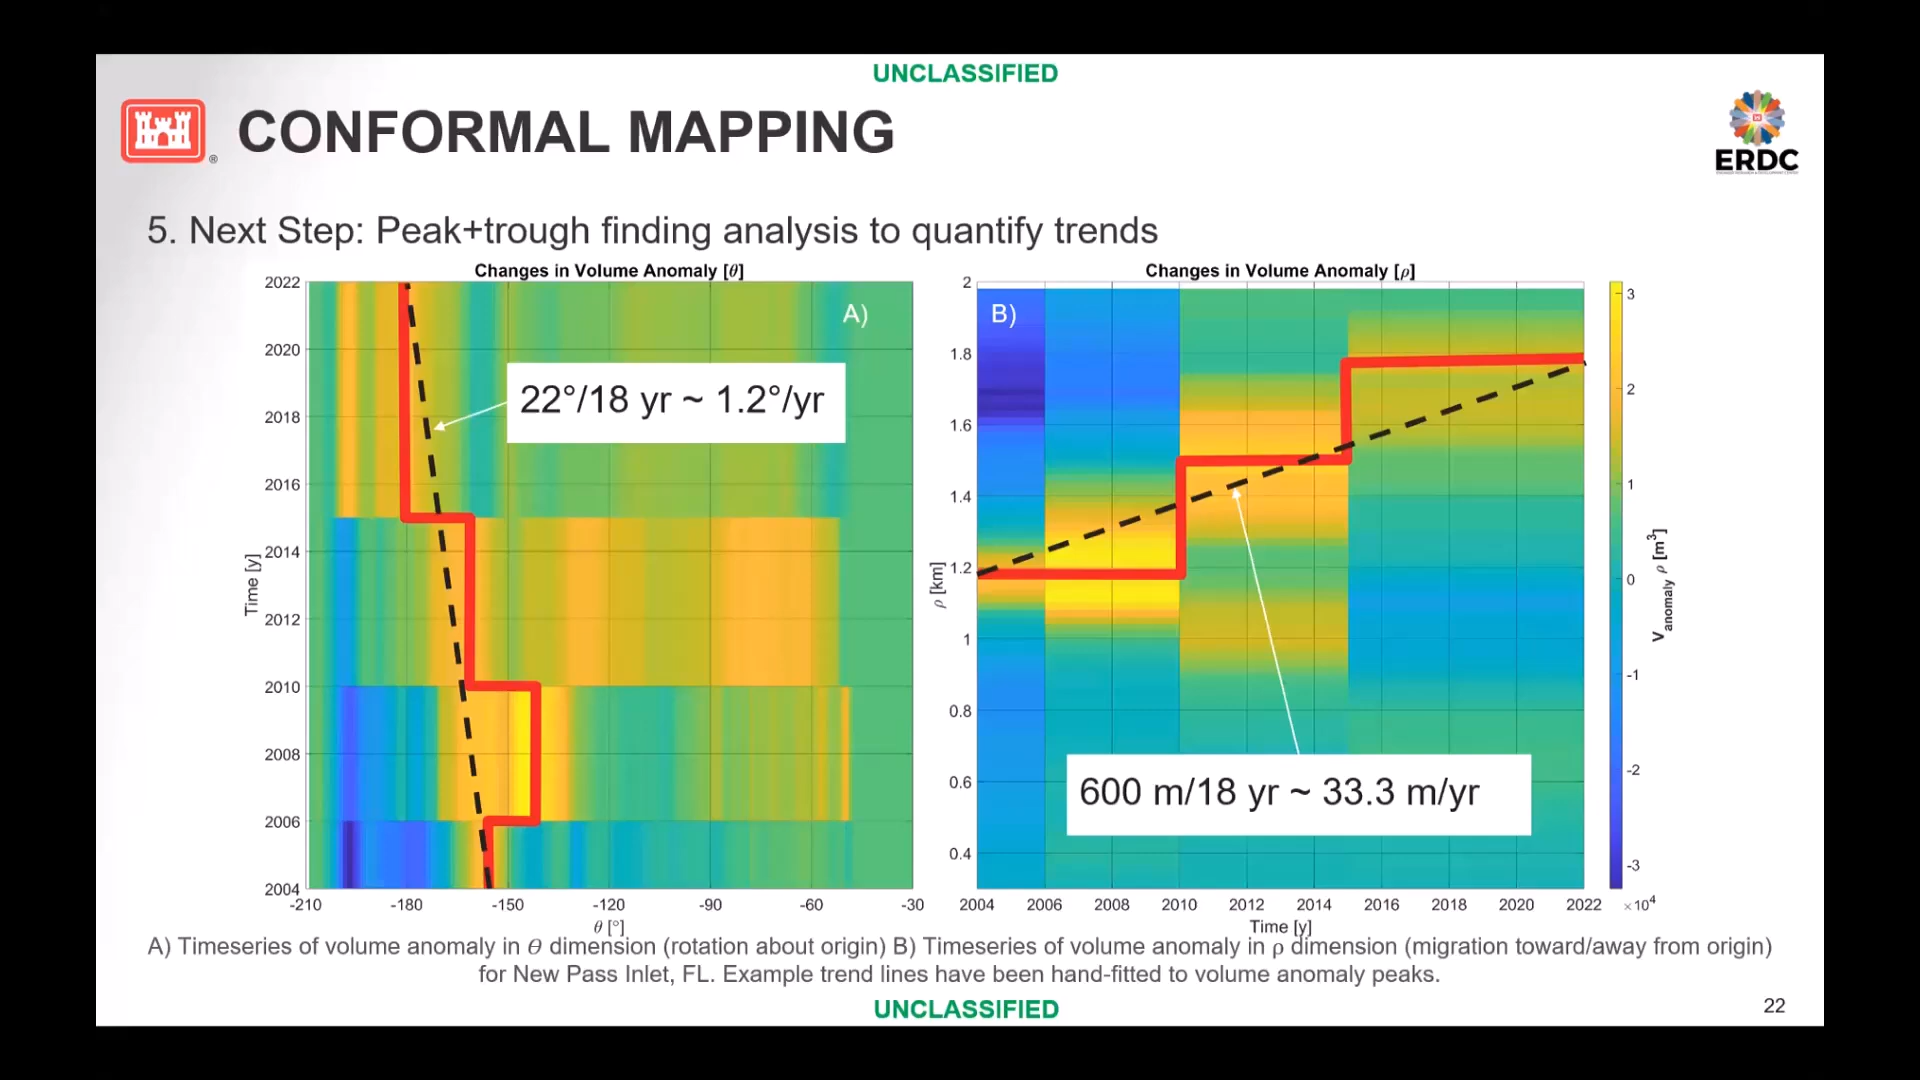 UNCLASSIFIED
®
CONFORMAL MAPPING
ERDC
5. Next Step: Peak+trough finding analysis to quantify trends
Changes in Volume Anomaly [θ]
2022
2020
2018
2016
2014
2012
2010
2008
2006
2004
Time [y]
A)
22°/18 yr ~ 1.2°/yr
-210 -180 -150 -120 -90 -60 -30
θ [°]
Changes in Volume Anomaly [ρ]
2
1.8
1.6
1.4
1.2
1
0.8
0.6
0.4
ρ [km]
B)
600 m/18 yr ~ 33.3 m/yr
2004 2006 2008 2010 2012 2014 2016 2018 2020 2022
Time [y]
3
2
1
0
-1
-2
-3
×10⁴
V_anomaly ρ [m³]
A) Timeseries of volume anomaly in θ dimension (rotation about origin) B) Timeseries of volume anomaly in ρ dimension (migration toward/away from origin)
for New Pass Inlet, FL. Example trend lines have been hand-fitted to volume anomaly peaks.
UNCLASSIFIED
22